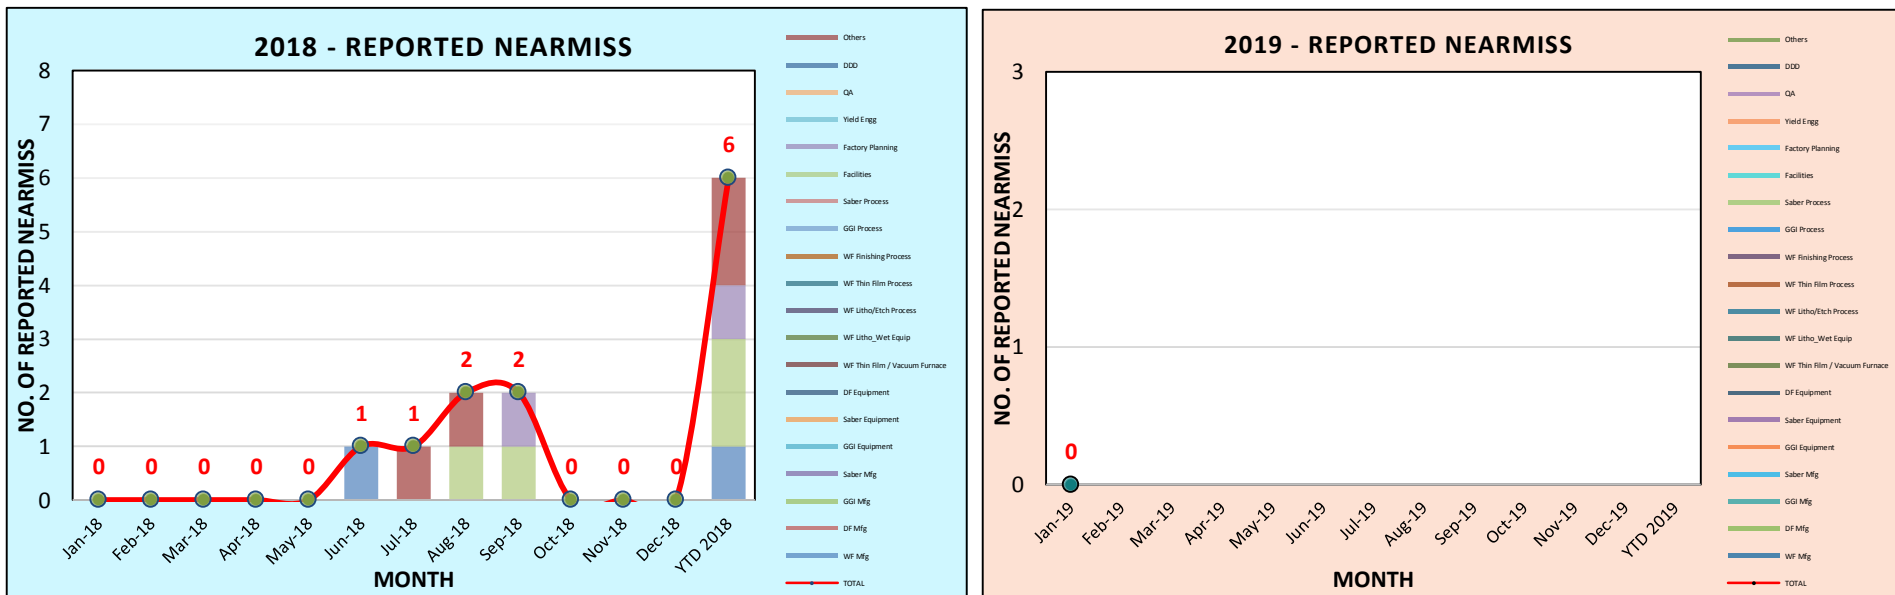 2018 - REPORTED NEARMISS
NO. OF REPORTED NEARMISS
8
7
6
5
4
3
2
1
0
0
0
0
0
0
1
1
2
2
0
0
0
6
Jan-18
Feb-18
Mar-18
Apr-18
May-18
Jun-18
Jul-18
Aug-18
Sep-18
Oct-18
Nov-18
Dec-18
YTD 2018
MONTH
Others
DDD
QA
Yield Engg
Factory Planning
Facilities
Saber Process
GGI Process
WF Finishing Process
WF Thin Film Process
WF Litho/Etch Process
WF Litho_Wet Equip
WF Thin Film / Vacuum Furnace
DF Equipment
Saber Equipment
GGI Equipment
Saber Mfg
GGI Mfg
DF Mfg
WF Mfg
TOTAL
2019 - REPORTED NEARMISS
NO. OF REPORTED NEARMISS
3
2
1
0
0
Jan-19
Feb-19
Mar-19
Apr-19
May-19
Jun-19
Jul-19
Aug-19
Sep-19
Oct-19
Nov-19
Dec-19
YTD 2019
MONTH
Others
DDD
QA
Yield Engg
Factory Planning
Facilities
Saber Process
GGI Process
WF Finishing Process
WF Thin Film Process
WF Litho/Etch Process
WF Litho_Wet Equip
WF Thin Film / Vacuum Furnace
DF Equipment
Saber Equipment
GGI Equipment
Saber Mfg
GGI Mfg
DF Mfg
WF Mfg
TOTAL